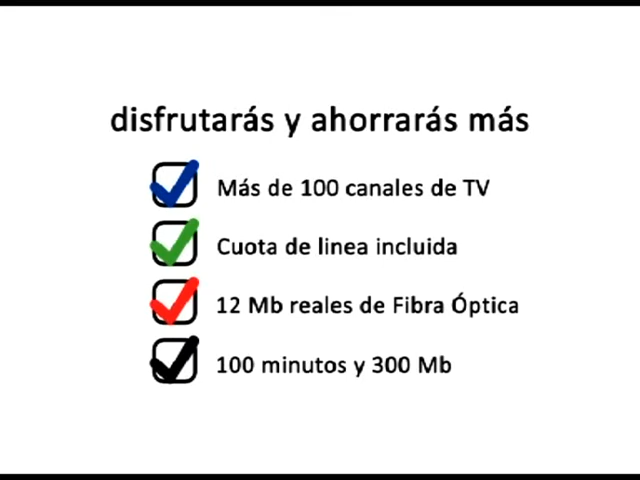 disfrutarás y ahorrarás más
Más de 100 canales de TV
Cuota de linea incluida
12 Mb reales de Fibra Óptica
100 minutos y 300 Mb